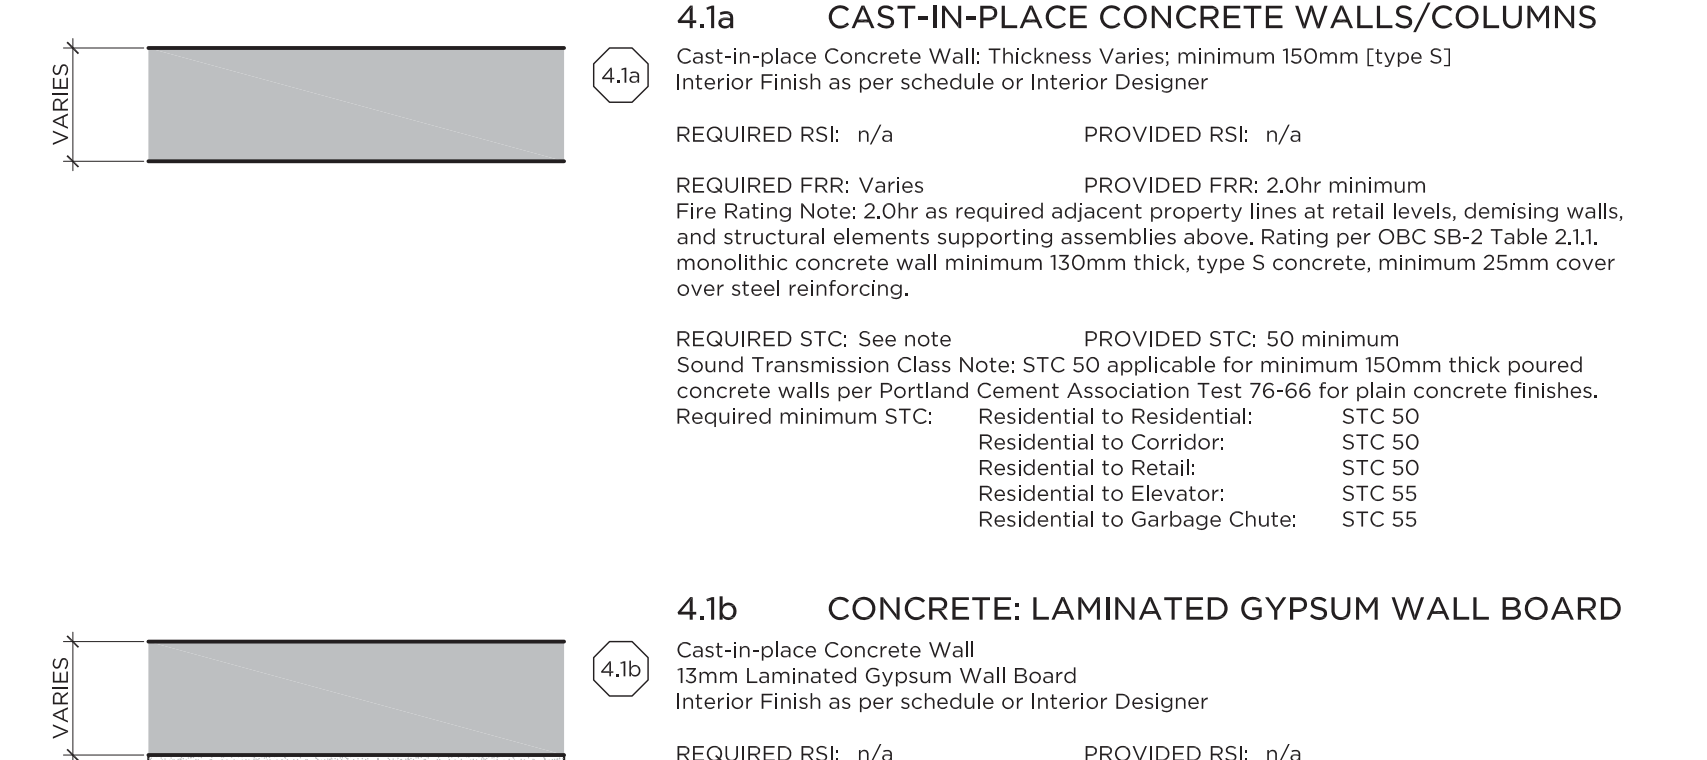 4.1a CAST-IN-PLACE CONCRETE WALLS/COLUMNS
VARIES
4.1a
Cast-in-place Concrete Wall: Thickness Varies; minimum 150mm [type S]
Interior Finish as per schedule or Interior Designer
REQUIRED RSI: n/a PROVIDED RSI: n/a
REQUIRED FRR: Varies PROVIDED FRR: 2.0hr minimum
Fire Rating Note: 2.0hr as required adjacent property lines at retail levels, demising walls,
and structural elements supporting assemblies above. Rating per OBC SB-2 Table 2.1.1.
monolithic concrete wall minimum 130mm thick, type S concrete, minimum 25mm cover
over steel reinforcing.
REQUIRED STC: See note PROVIDED STC: 50 minimum
Sound Transmission Class Note: STC 50 applicable for minimum 150mm thick poured
concrete walls per Portland Cement Association Test 76-66 for plain concrete finishes.
Required minimum STC: Residential to Residential: STC 50
Residential to Corridor: STC 50
Residential to Retail: STC 50
Residential to Elevator: STC 55
Residential to Garbage Chute: STC 55
4.1b CONCRETE: LAMINATED GYPSUM WALL BOARD
VARIES
4.1b
Cast-in-place Concrete Wall
13mm Laminated Gypsum Wall Board
Interior Finish as per schedule or Interior Designer
REQUIRED RSI: n/a PROVIDED RSI: n/a